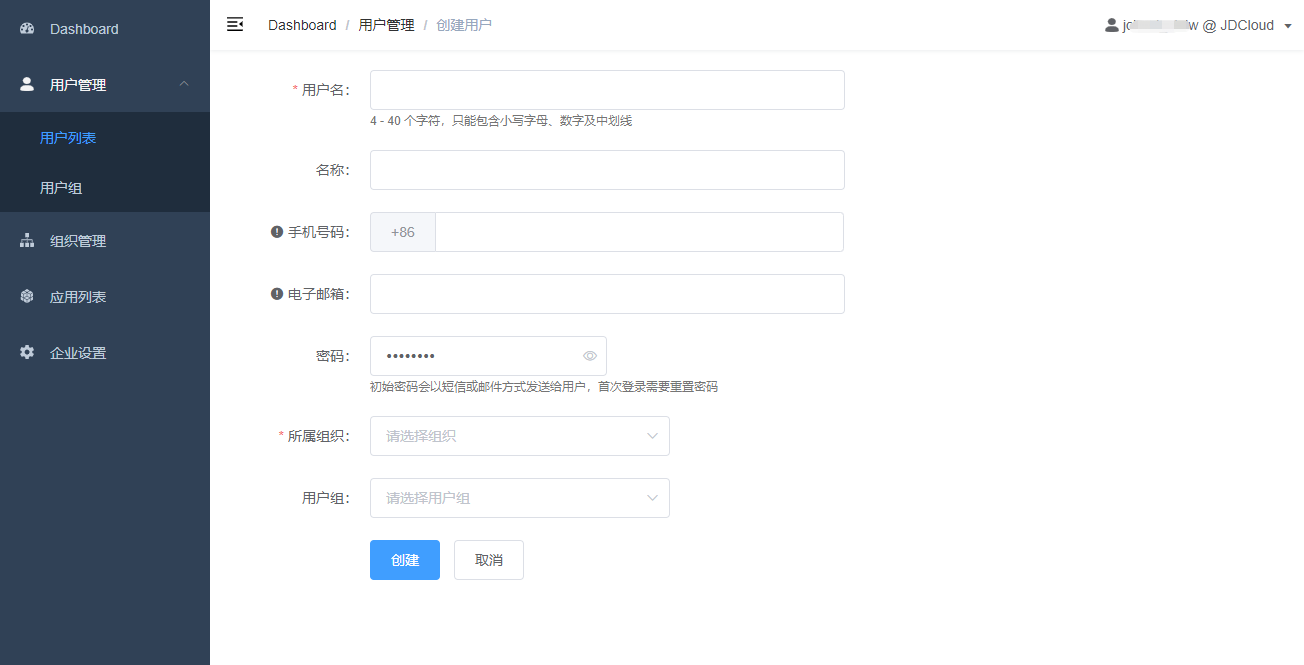 Dashboard
用户管理
用户列表
用户组
组织管理
应用列表
企业设置
Dashboard / 用户管理 / 创建用户
@ JDCloud
* 用户名：
4 - 40 个字符，只能包含小写字母、数字及中划线
名称：
手机号码： +86
电子邮箱：
密码： ••••••••
初始密码会以短信或邮件方式发送给用户，首次登录需要重置密码
* 所属组织： 请选择组织
用户组： 请选择用户组
创建 取消